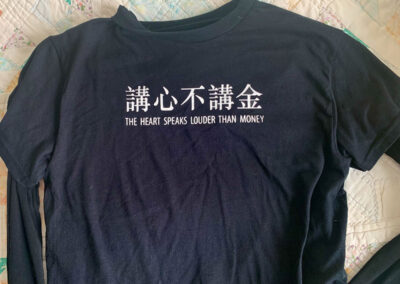 講心不講金
THE HEART SPEAKS LOUDER THAN MONEY